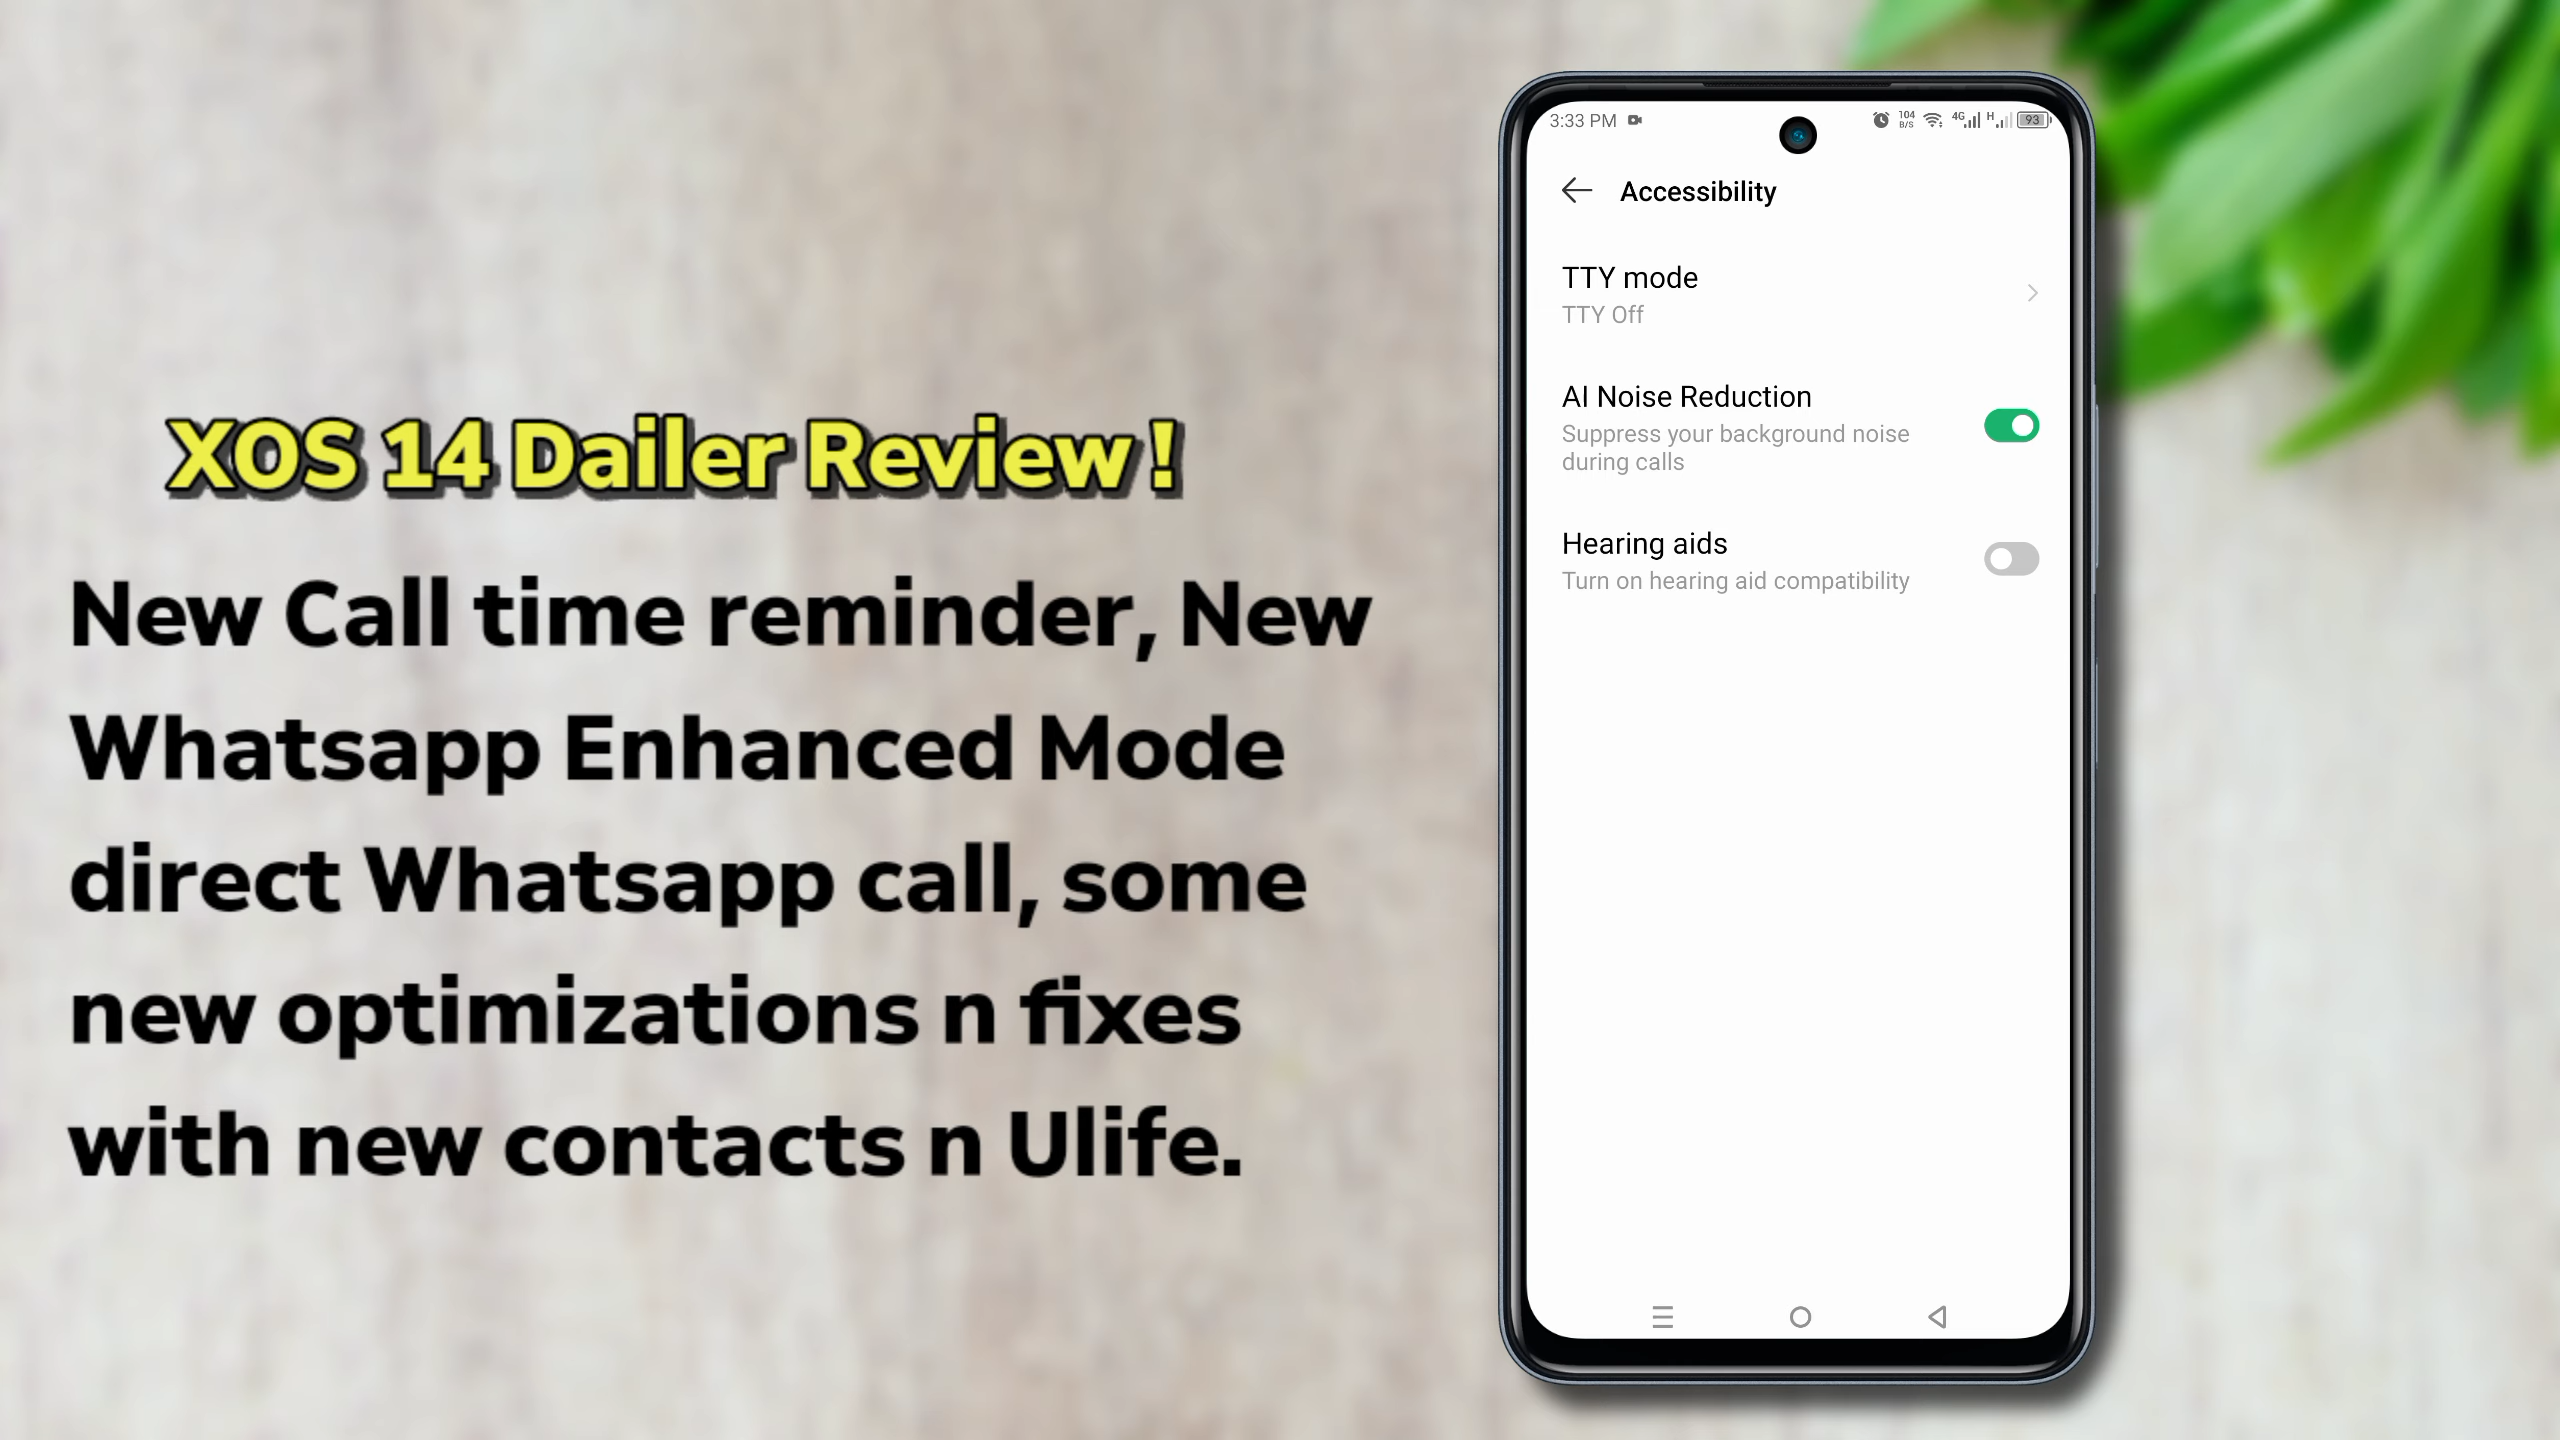 XOS 14 Dailer Review !
New Call time reminder, New
Whatsapp Enhanced Mode
direct Whatsapp call, some
new optimizations n fixes
with new contacts n Ulife.
3:33 PM 104 B/S 4G H 93
Accessibility
TTY mode
TTY Off
AI Noise Reduction
Suppress your background noise
during calls
Hearing aids
Turn on hearing aid compatibility